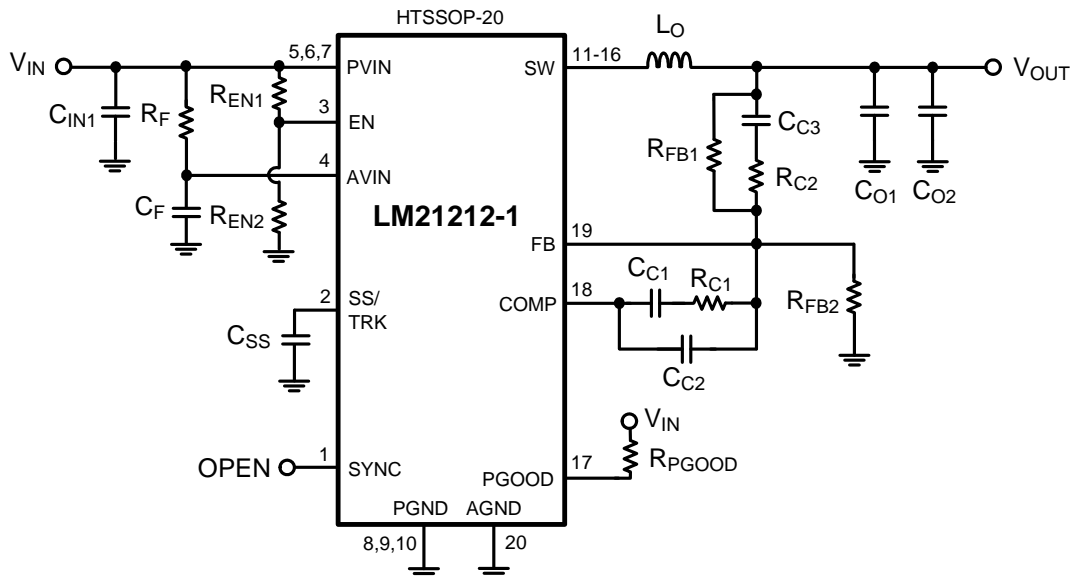 HTSSOP-20
VIN
5,6,7
PVIN
SW
11-16
LO
VOUT
CIN1
RF
REN1
3
EN
4
AVIN
CF
REN2
LM21212-1
RFB1
CC3
RC2
CO1
CO2
FB
19
CC1
RC1
COMP
18
CC2
RFB2
2
SS/
TRK
CSS
VIN
RPGOOD
OPEN
1
SYNC
PGOOD
17
PGND
AGND
8,9,10
20